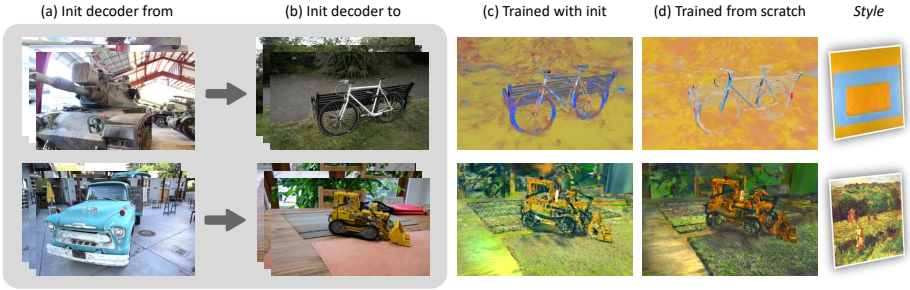 (a) Init decoder from
(b) Init decoder to
(c) Trained with init
(d) Trained from scratch
Style